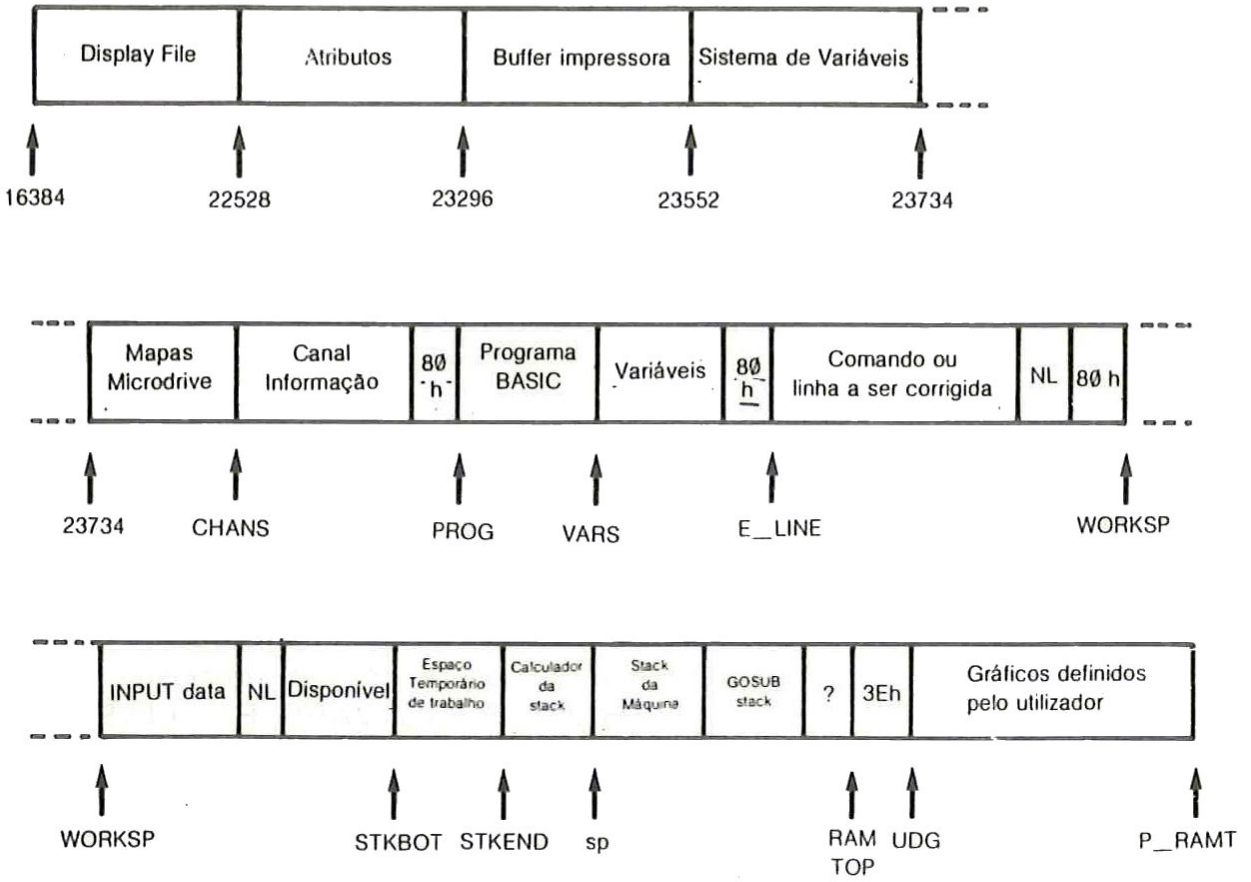 Display File
Atributos
Buffer impressora
Sistema de Variáveis
16384
22528
23296
23552
23734
Mapas
Microdrive
Canal
Informação
80
h
Programa
BASIC
Variáveis
80
h
Comando ou
linha a ser corrigida
NL
80 h
23734
CHANS
PROG
VARS
E__LINE
WORKSP
INPUT data
NL
Disponível
Espaço
Temporário
de trabalho
Calculador
da
stack
Stack
da
Máquina
GOSUB
stack
?
3Eh
Gráficos definidos
pelo utilizador
WORKSP
STKBOT
STKEND
sp
RAM
TOP
UDG
P__RAMT